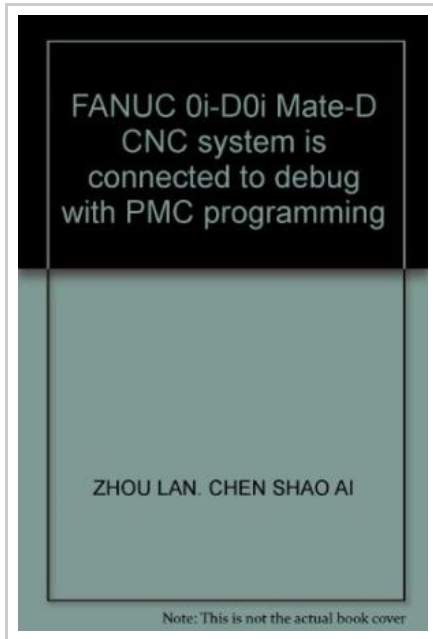 FANUC 0i-D0i Mate-D
CNC system is
connected to debug
with PMC programming
ZHOU LAN. CHEN SHAO AI
Note: This is not the actual book cover